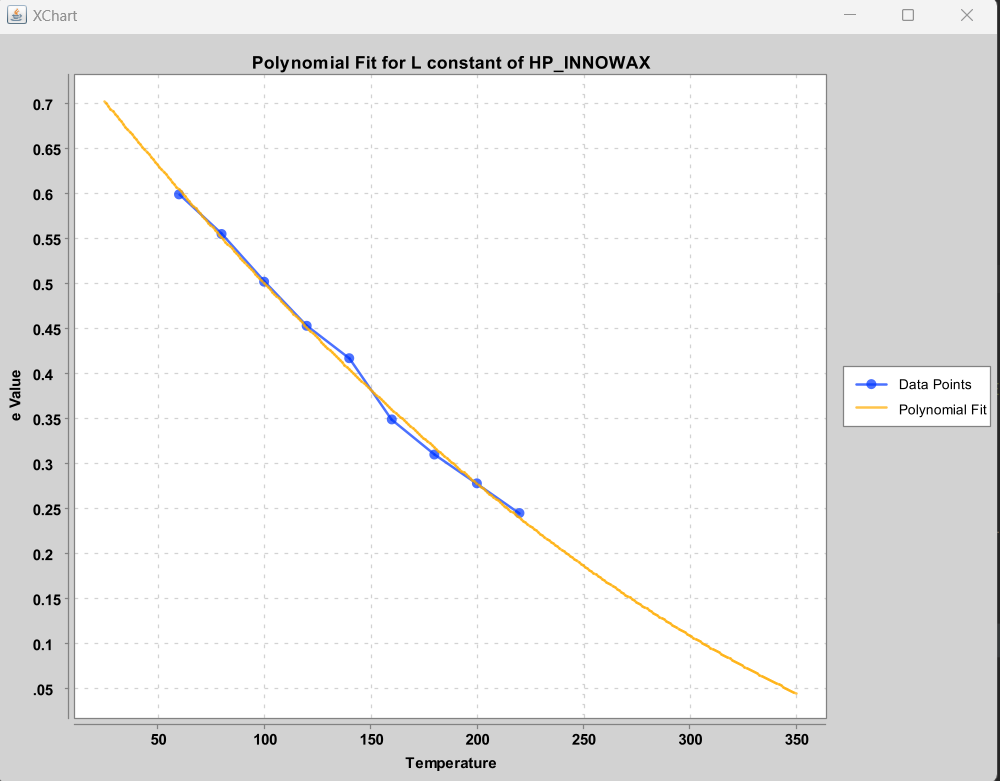 XChart
Polynomial Fit for L constant of HP_INNOWAX
0.7
0.65
0.6
0.55
0.5
0.45
0.4
0.35
0.3
0.25
0.2
0.15
0.1
.05
e Value
50 100 150 200 250 300 350
Temperature
Data Points
Polynomial Fit